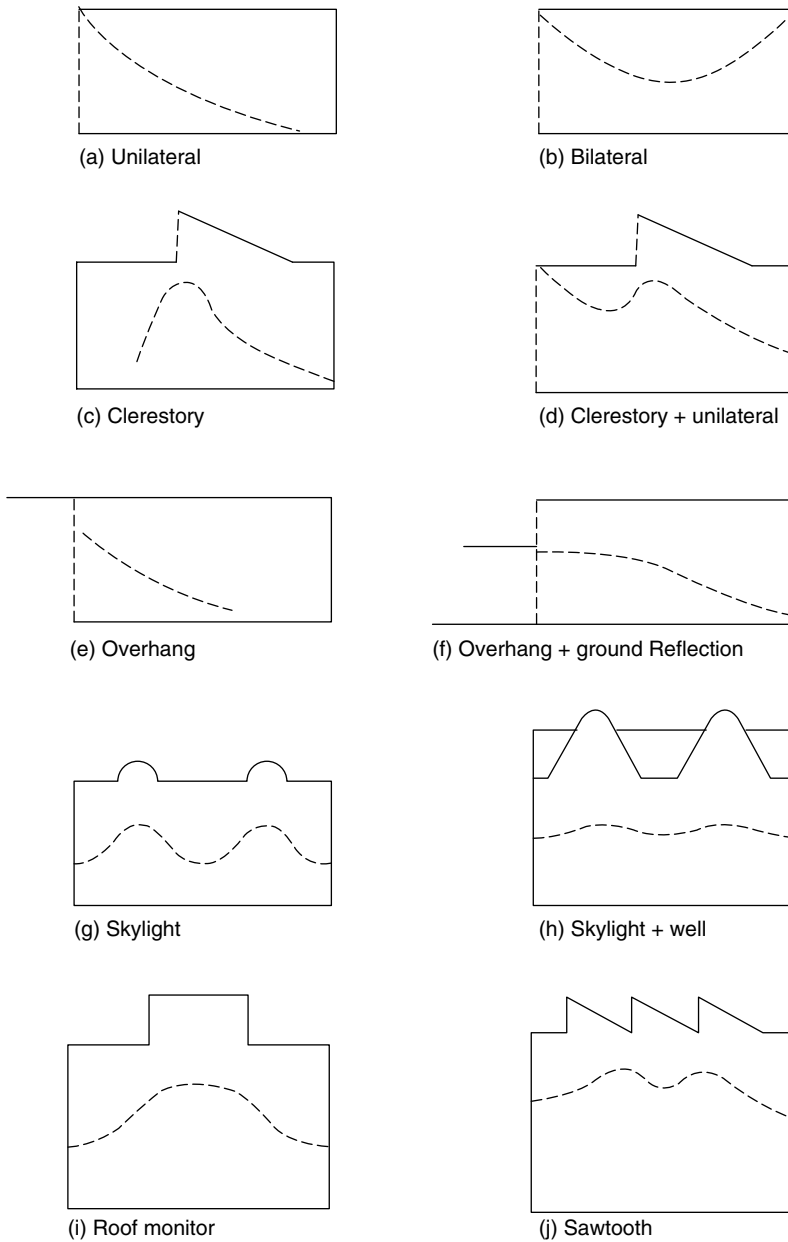 (a) Unilateral
(b) Bilateral
(c) Clerestory
(d) Clerestory + unilateral
(e) Overhang
(f) Overhang + ground Reflection
(g) Skylight
(h) Skylight + well
(i) Roof monitor
(j) Sawtooth